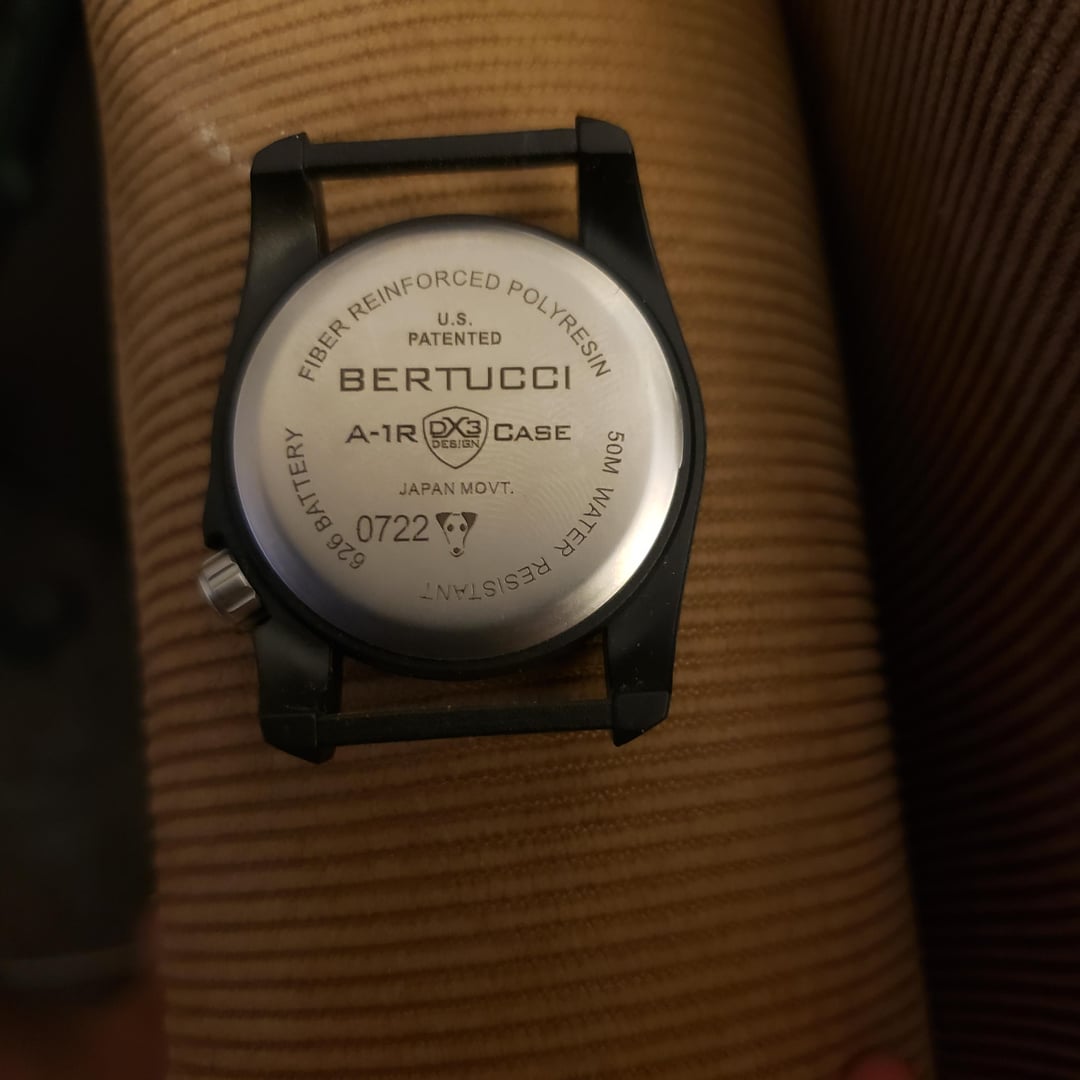 FIBER REINFORCED POLYRESIN
U.S.
PATENTED
BERTUCCI
A-1R DX3 DESIGN CASE
JAPAN MOVT.
0722
50M WATER RESISTANT
626 BATTERY